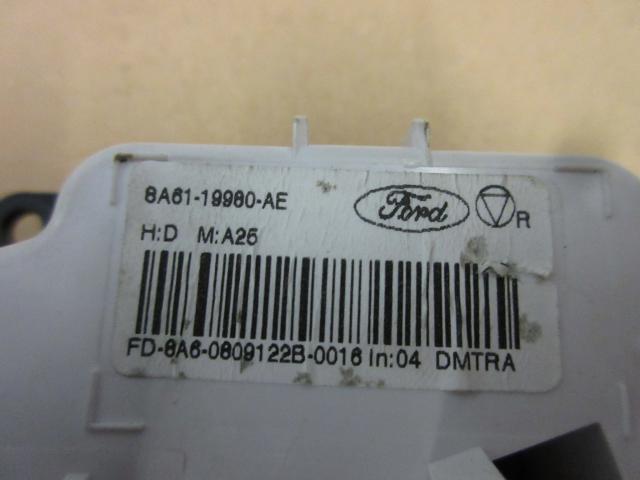 8A61-19980-AE
Ford
R
H:D M:A25
FD-8A6-0809122B-0016 In:04 DMTRA